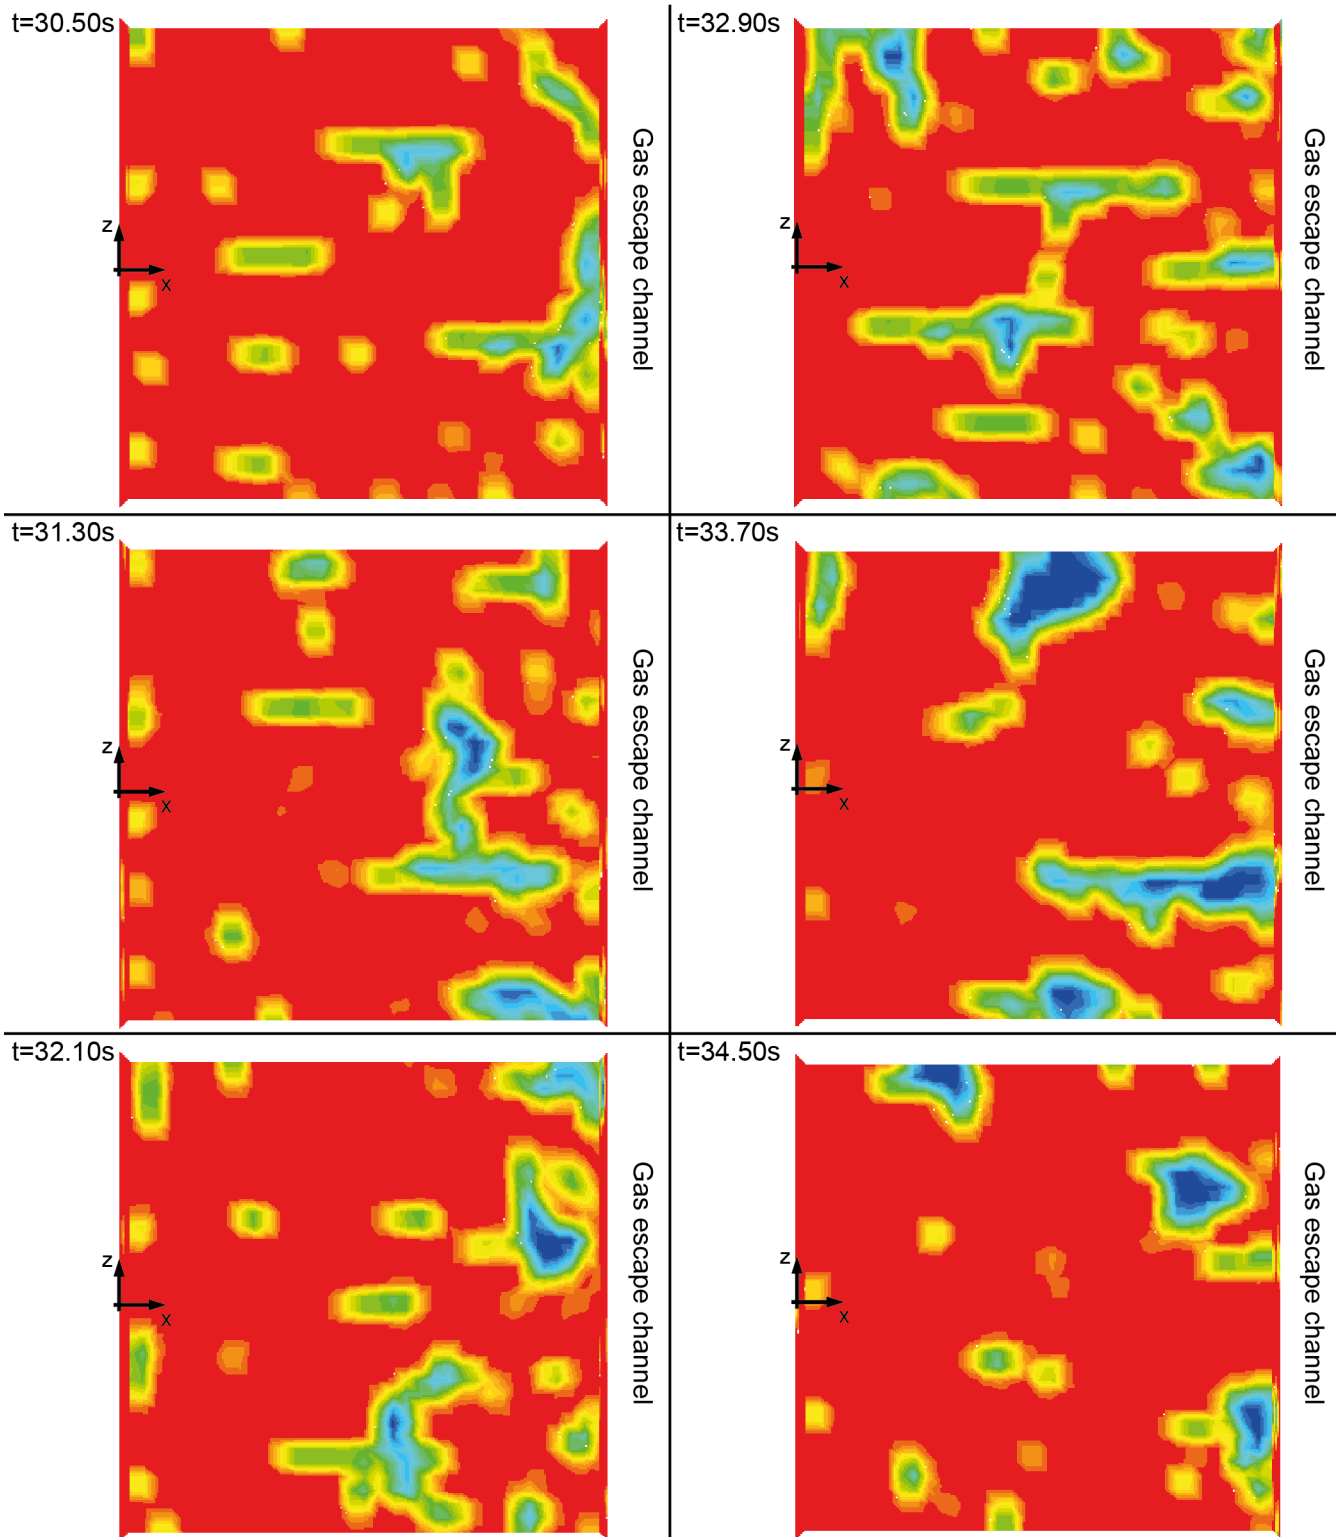 t=30.50s
z
x
Gas escape channel
t=32.90s
z
x
Gas escape channel
t=31.30s
z
x
Gas escape channel
t=33.70s
z
x
Gas escape channel
t=32.10s
z
x
Gas escape channel
t=34.50s
z
x
Gas escape channel